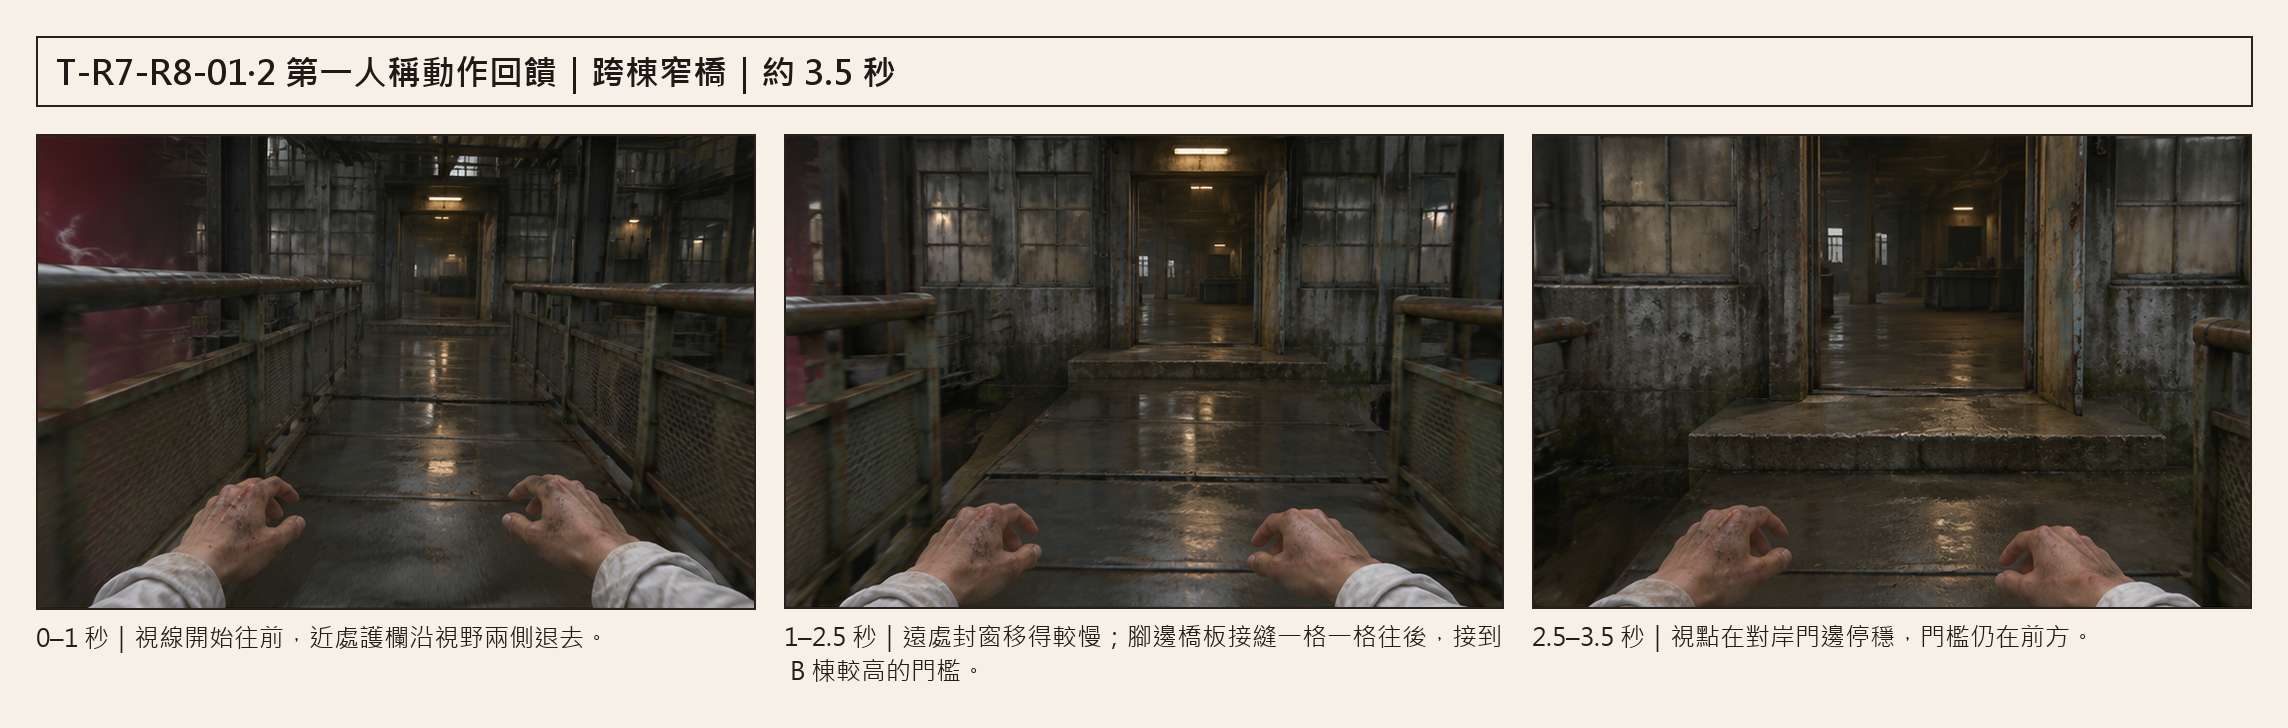 T-R7-R8-01·2 第一人稱動作回饋｜跨棟窄橋｜約 3.5 秒
0–1 秒｜視線開始往前，近處護欄沿視野兩側退去。
1–2.5 秒｜遠處封窗移得較慢；腳邊橋板接縫一格一格往後，接到
B 棟較高的門檻。
2.5–3.5 秒｜視點在對岸門邊停穩，門檻仍在前方。